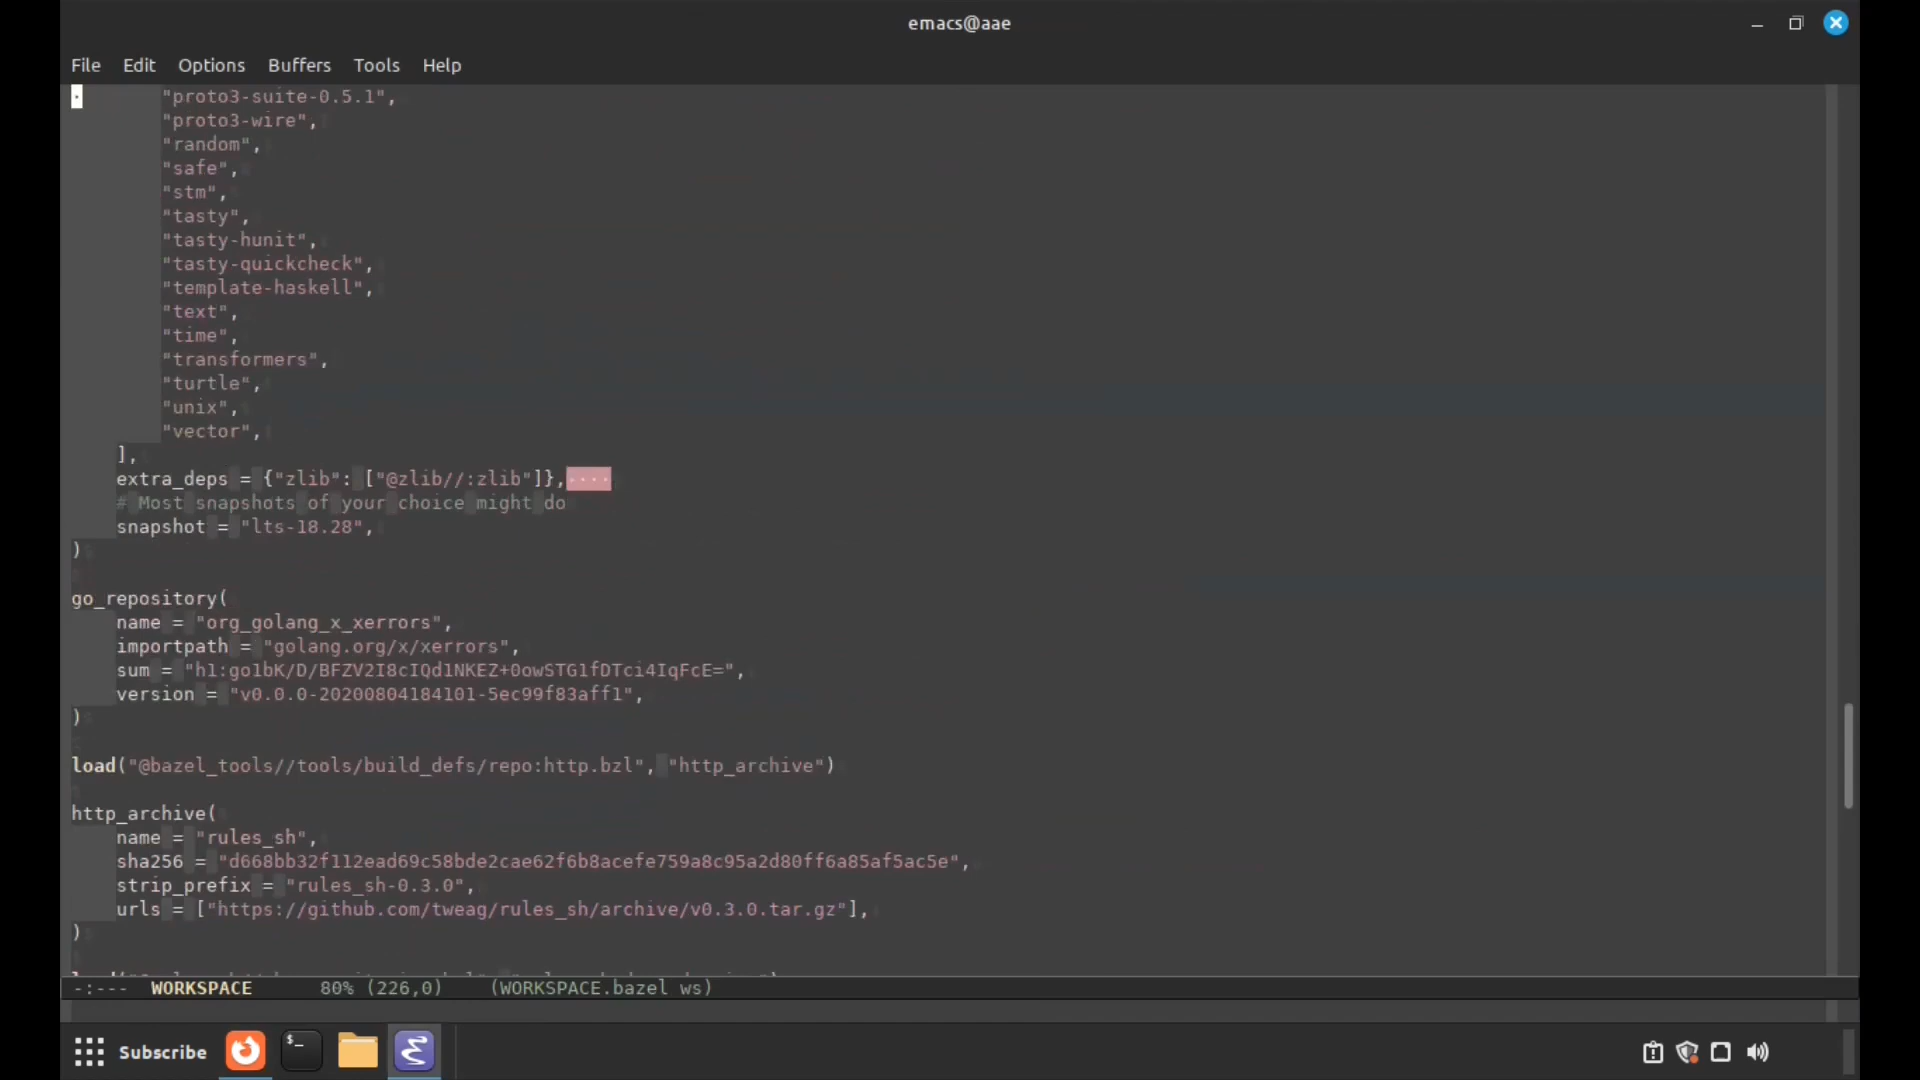 emacs@aae
File Edit Options Buffers Tools Help
"proto3-suite-0.5.1",
"proto3-wire",
"random",
"safe",
"stm",
"tasty",
"tasty-hunit",
"tasty-quickcheck",
"template-haskell",
"text",
"time",
"transformers",
"turtle",
"unix",
"vector",
],
extra_deps = {"zlib": ["@zlib//:zlib"]},
# Most snapshots of your choice might do
snapshot = "lts-18.28",
)
go_repository(
name = "org_golang_x_xerrors",
importpath = "golang.org/x/xerrors",
sum = "h1:go1bK/D/BFZV2I8cIQd1NKEZ+0owSTG1fDTci4IqFcE=",
version = "v0.0.0-20200804184101-5ec99f83aff1",
)
load("@bazel_tools//tools/build_defs/repo:http.bzl", "http_archive")
http_archive(
name = "rules_sh",
sha256 = "d668bb32f112ead69c58bde2cae62f6b8acefe759a8c95a2d80ff6a85af5ac5e",
strip_prefix = "rules_sh-0.3.0",
urls = ["https://github.com/tweag/rules_sh/archive/v0.3.0.tar.gz"],
)
-:--- WORKSPACE 80% (226,0) (WORKSPACE.bazel ws)
Subscribe